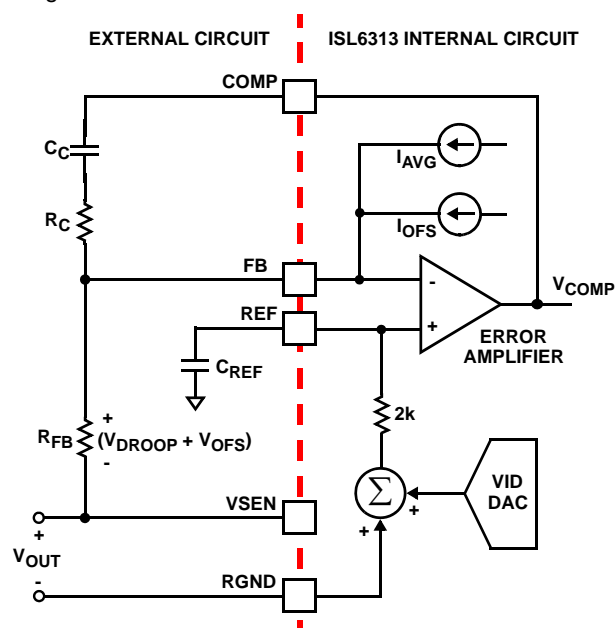 EXTERNAL CIRCUIT
ISL6313 INTERNAL CIRCUIT
COMP
CC
IAVG
RC
IOFS
FB
-
VCOMP
REF
+
ERROR
AMPLIFIER
CREF
2k
+
RFB
(VDROOP + VOFS)
-
VID
DAC
Σ
VSEN
+
+
+
VOUT
-
RGND